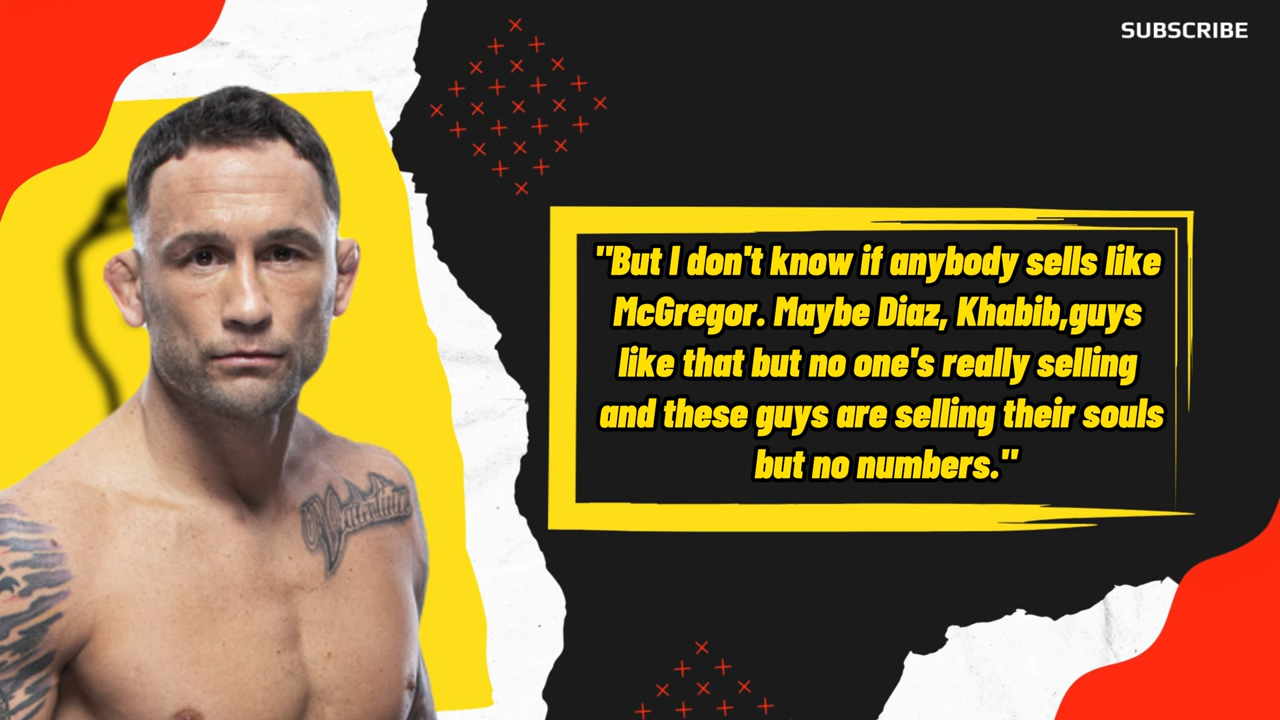 SUBSCRIBE
"But I don't know if anybody sells like
McGregor. Maybe Diaz, Khabib,guys
like that but no one's really selling
and these guys are selling their souls
but no numbers."
Valentina